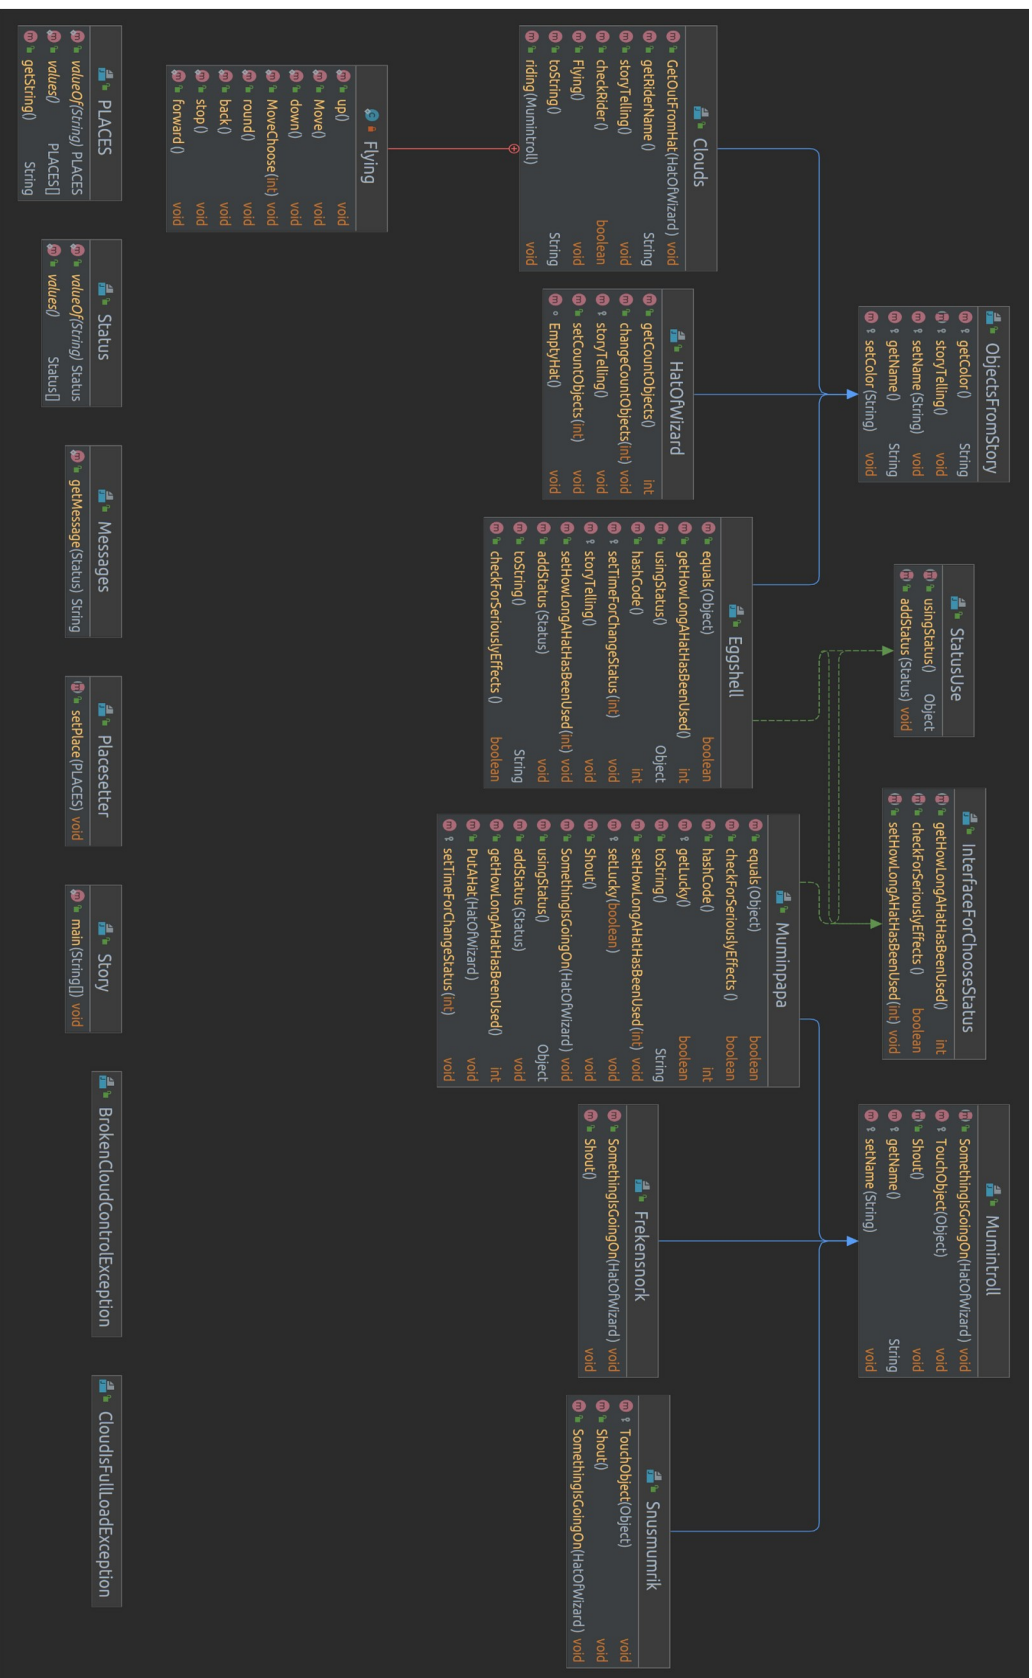 ObjectsFromStory
getColor() String
storyTelling() void
setName(String) void
getName() String
setColor(String) void
StatusUse
usingStatus() Object
addStatus(Status) void
InterfaceForChooseStatus
getHowLongAHatHasBeenUsed() int
checkForSeriouslyEffects() boolean
setHowLongAHatHasBeenUsed(int) void
Mumintroll
SomethingIsGoingOn(HatOfWizard) void
TouchObject(Object) void
Shout() void
getName() String
setName(String) void
Clouds
GetOutFromHat(HatOfWizard) void
getRiderName() String
storyTelling() void
checkRider() boolean
Flying() void
toString() String
riding(Mumintroll) void
HatOfWizard
getCountObjects() int
changeCountObjects(int) void
storyTelling() void
setCountObjects(int) void
EmptyHat() void
Eggshell
equals(Object) boolean
getHowLongAHatHasBeenUsed() int
usingStatus() Object
hashCode() int
setTimeForChangeStatus(int) void
storyTelling() void
setHowLongAHatHasBeenUsed(int) void
addStatus(Status) void
toString() String
checkForSeriouslyEffects() boolean
Muminpapa
equals(Object) boolean
checkForSeriouslyEffects() boolean
hashCode() int
getLucky() boolean
toString() String
setHowLongAHatHasBeenUsed(int) void
setLucky(boolean) void
Shout() void
SomethingIsGoingOn(HatOfWizard) void
usingStatus() Object
addStatus(Status) void
getHowLongAHatHasBeenUsed() int
PutAHat(HatOfWizard) void
setTimeForChangeStatus(int) void
Frekensnork
SomethingIsGoingOn(HatOfWizard) void
Shout() void
Snusmumrik
TouchObject(Object) void
Shout() void
SomethingIsGoingOn(HatOfWizard) void
Flying
up() void
Move() void
down() void
MoveChoose(int) void
round() void
back() void
stop() void
forward() void
PLACES
valueOf(String) PLACES
values() PLACES[]
getString() String
Status
valueOf(String) Status
values() Status[]
Messages
getMessage(Status) String
Placesetter
setPlace(PLACES) void
Story
main(String[]) void
BrokenCloudControlException
CloudIsFullLoadException